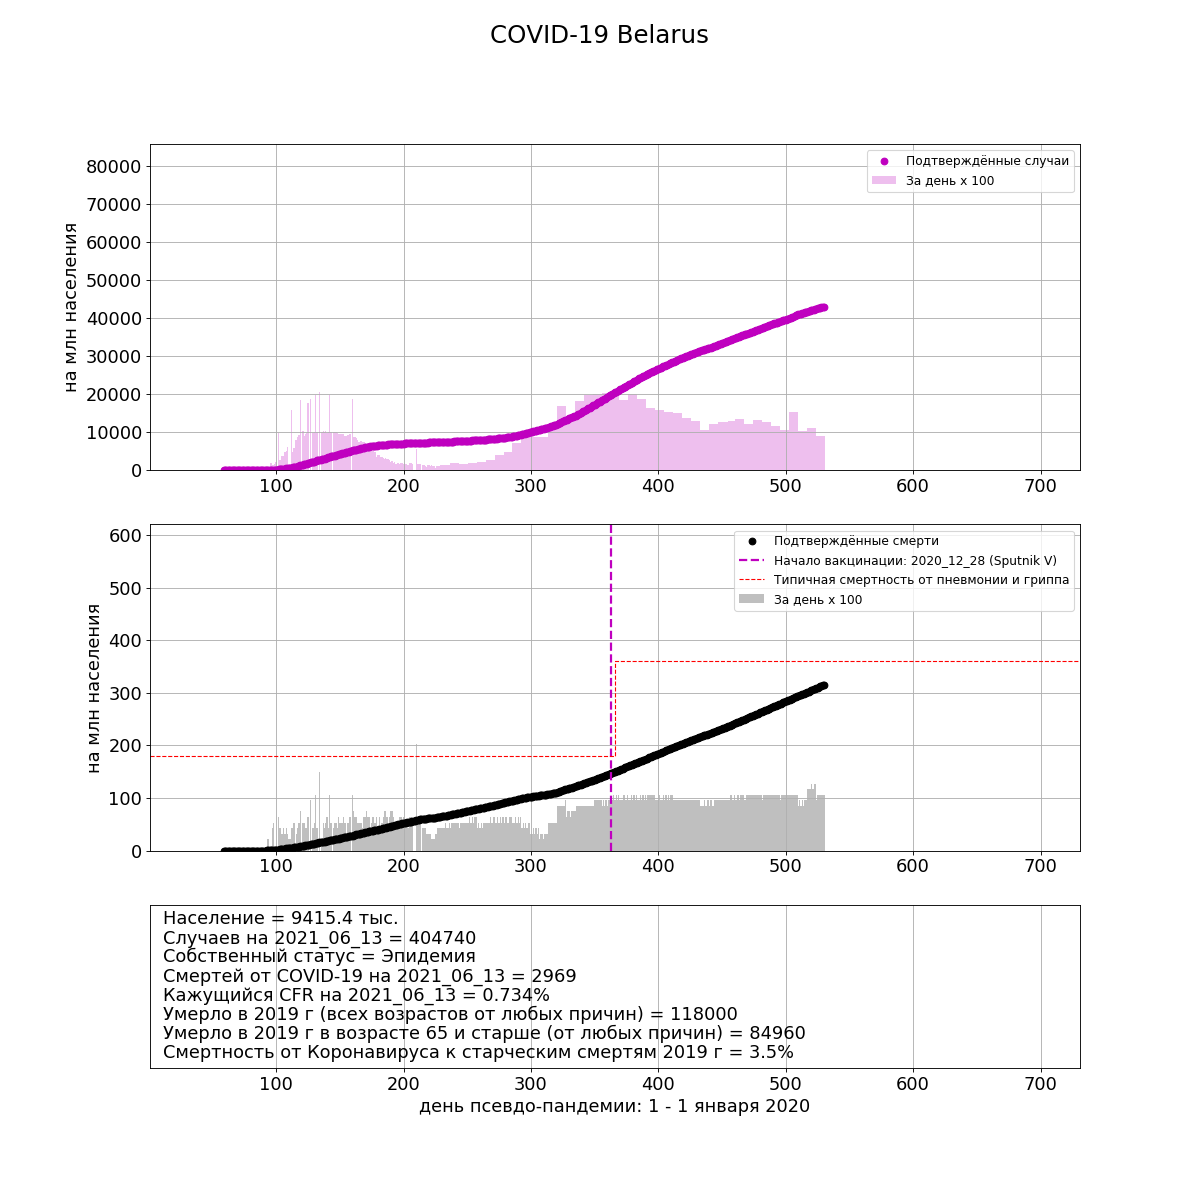 COVID-19 Belarus
80000
70000
60000
50000
40000
30000
20000
10000
0
на млн населения
Подтверждённые случаи
За день x 100
100 200 300 400 500 600 700
600
500
400
300
200
100
0
на млн населения
Подтверждённые смерти
Начало вакцинации: 2020_12_28 (Sputnik V)
Типичная смертность от пневмонии и гриппа
За день x 100
100 200 300 400 500 600 700
Население = 9415.4 тыс.
Случаев на 2021_06_13 = 404740
Собственный статус = Эпидемия
Смертей от COVID-19 на 2021_06_13 = 2969
Кажущийся CFR на 2021_06_13 = 0.734%
Умерло в 2019 г (всех возрастов от любых причин) = 118000
Умерло в 2019 г в возрасте 65 и старше (от любых причин) = 84960
Смертность от Коронавируса к старческим смертям 2019 г = 3.5%
100 200 300 400 500 600 700
день псевдо-пандемии: 1 - 1 января 2020